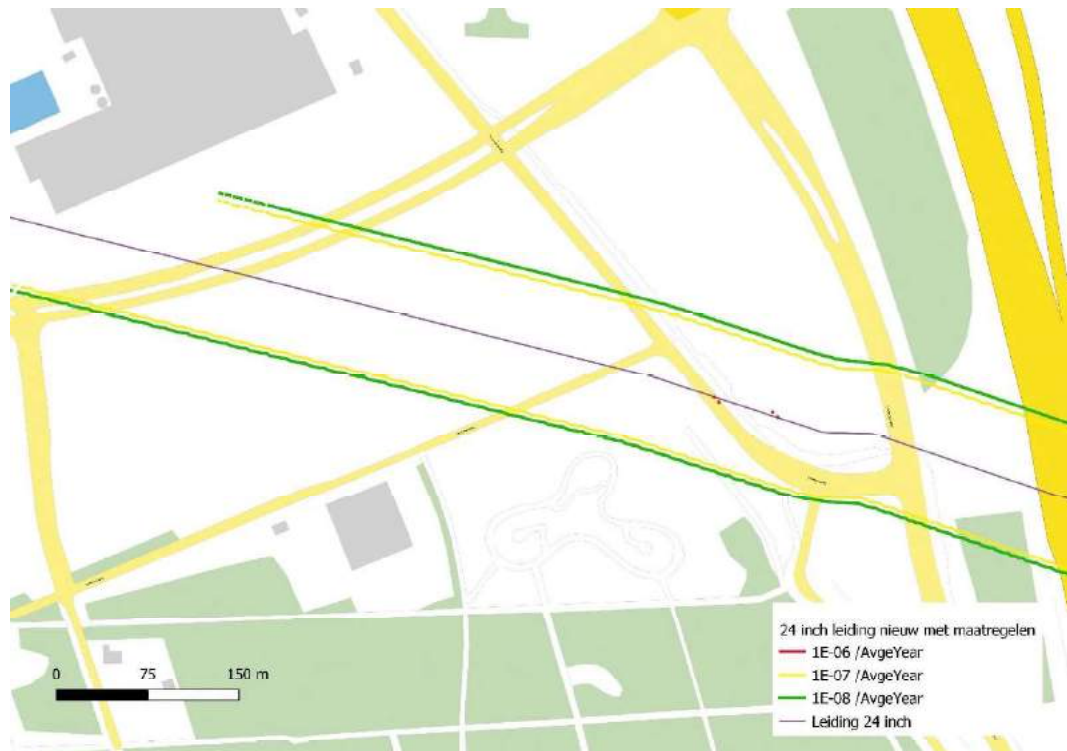 24 inch leiding nieuw met maatregelen
1E-06 /AvgeYear
1E-07 /AvgeYear
1E-08 /AvgeYear
Leiding 24 inch
0 75 150 m